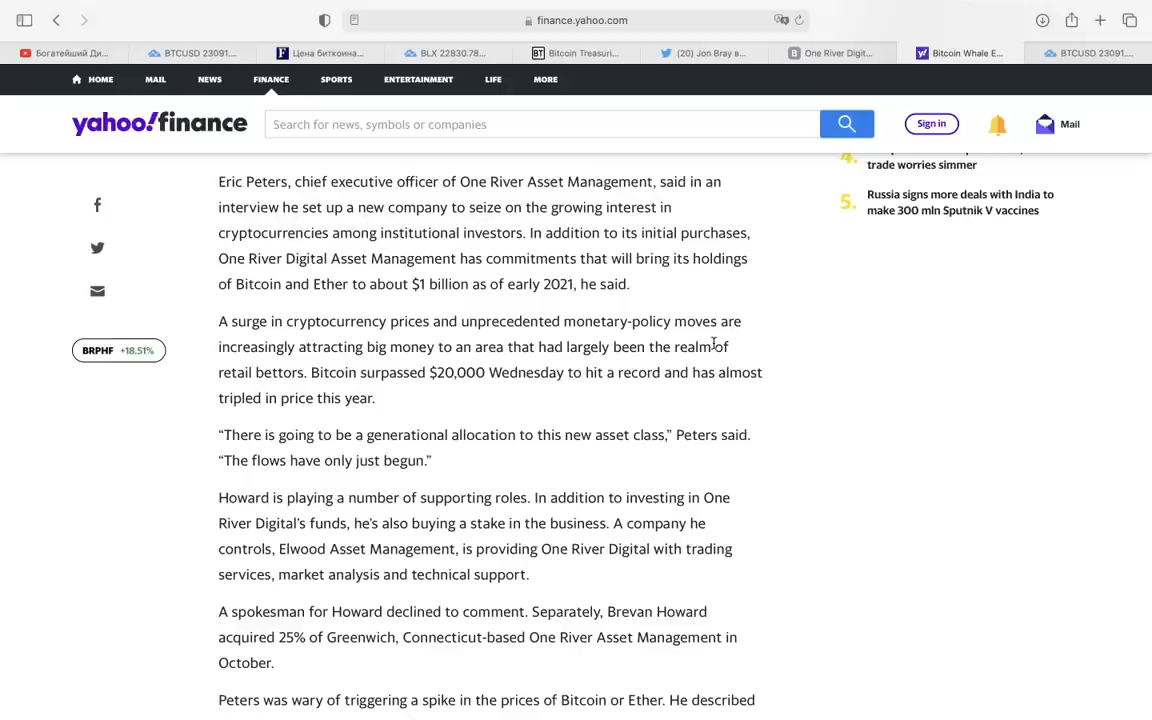 finance.yahoo.com
Богатейший Ди...
BTCUSD 23091....
Цена биткоина...
BLX 22830.78...
BT Bitcoin Treasuri...
(20) Jon Bray в...
B One River Digit...
y! Bitcoin Whale E...
BTCUSD 23091....
HOME MAIL NEWS FINANCE SPORTS ENTERTAINMENT LIFE MORE
yahoo!finance
Search for news, symbols or companies
Sign in
Mail
4.
trade worries simmer
5. Russia signs more deals with India to
make 300 mln Sputnik V vaccines
BRPHF +18.51%
Eric Peters, chief executive officer of One River Asset Management, said in an
interview he set up a new company to seize on the growing interest in
cryptocurrencies among institutional investors. In addition to its initial purchases,
One River Digital Asset Management has commitments that will bring its holdings
of Bitcoin and Ether to about $1 billion as of early 2021, he said.
A surge in cryptocurrency prices and unprecedented monetary-policy moves are
increasingly attracting big money to an area that had largely been the realm of
retail bettors. Bitcoin surpassed $20,000 Wednesday to hit a record and has almost
tripled in price this year.
“There is going to be a generational allocation to this new asset class,” Peters said.
“The flows have only just begun.”
Howard is playing a number of supporting roles. In addition to investing in One
River Digital’s funds, he’s also buying a stake in the business. A company he
controls, Elwood Asset Management, is providing One River Digital with trading
services, market analysis and technical support.
A spokesman for Howard declined to comment. Separately, Brevan Howard
acquired 25% of Greenwich, Connecticut-based One River Asset Management in
October.
Peters was wary of triggering a spike in the prices of Bitcoin or Ether. He described